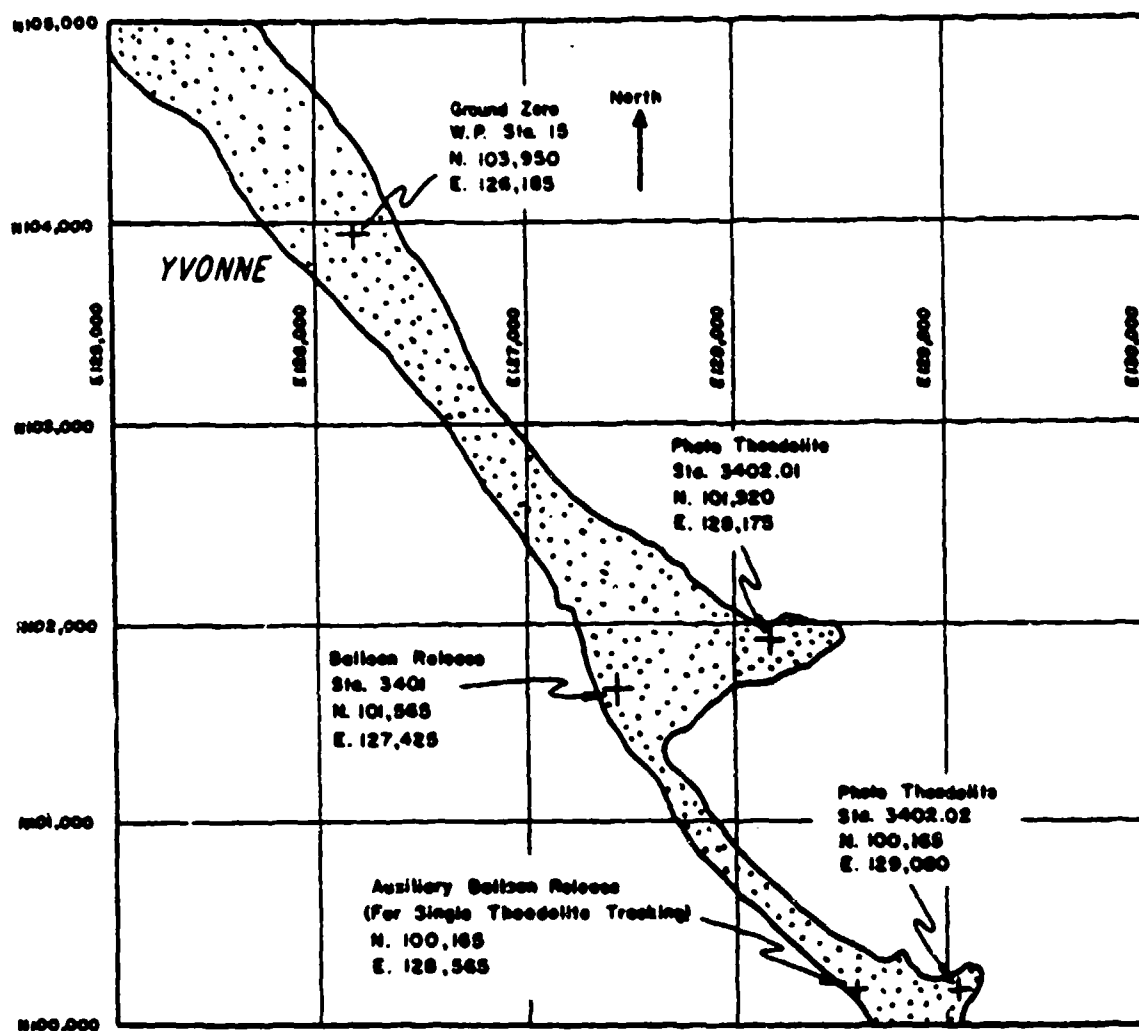 N105,000
Ground Zero
W.P. Sta. 15
N. 103,950
E. 126,185
North
N104,000
YVONNE
E125,000
E126,000
E127,000
E128,000
E129,000
E130,000
N103,000
Photo Theodolite
Sta. 3402.01
N. 101,920
E. 128,175
N102,000
Balloon Release
Sta. 3401
N. 101,565
E. 127,425
N101,000
Photo Theodolite
Sta. 3402.02
N. 100,165
E. 129,080
Auxiliary Balloon Release
(For Single Theodolite Tracking)
N. 100,165
E. 128,565
N100,000